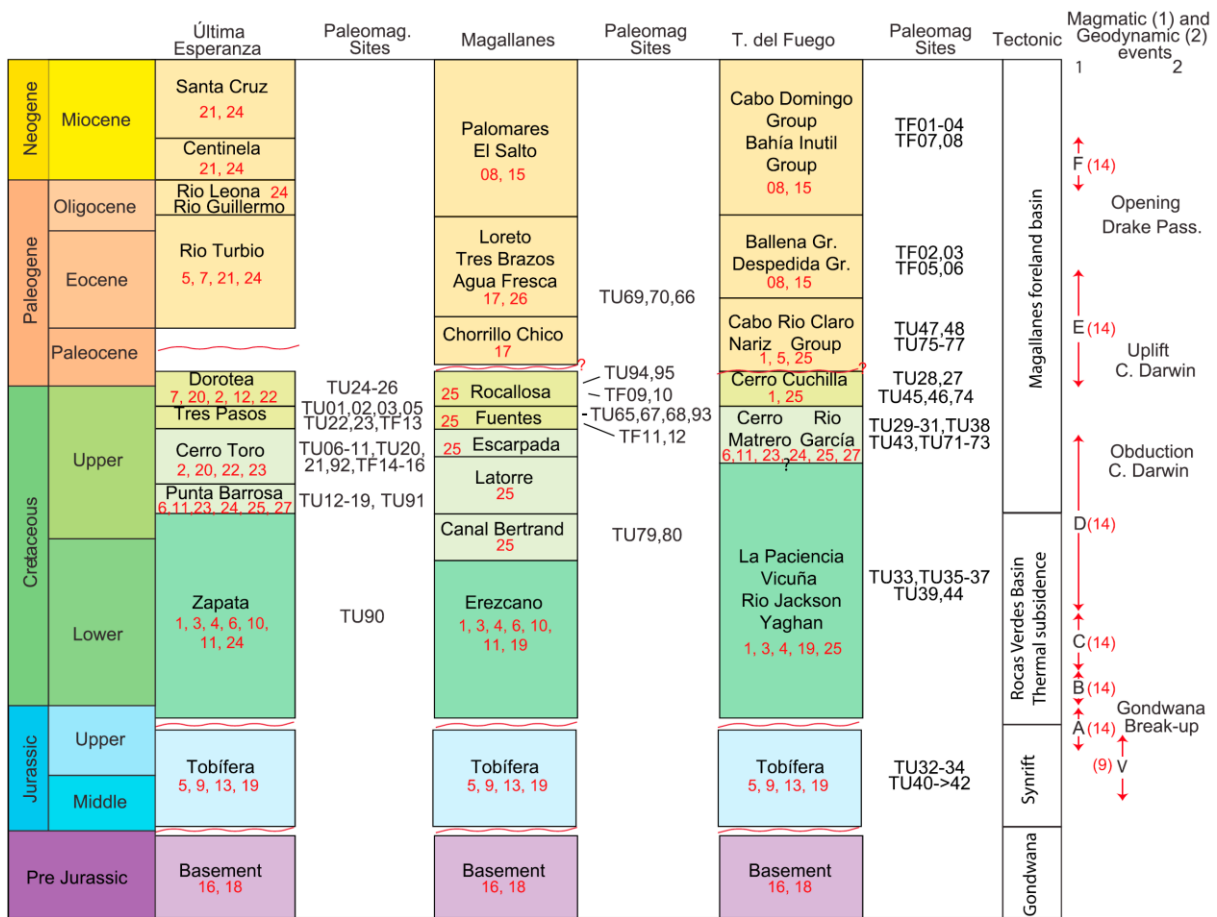 Última
Esperanza
Paleomag.
Sites
Magallanes
Paleomag
Sites
T. del Fuego
Paleomag
Sites
Tectonic
Magmatic (1) and
Geodynamic (2)
events
1
2
Neogene
Miocene
Paleogene
Oligocene
Eocene
Paleocene
Cretaceous
Upper
Lower
Jurassic
Upper
Middle
Pre Jurassic
Santa Cruz
21, 24
Centinela
21, 24
Rio Leona 24
Rio Guillermo
Rio Turbio
5, 7, 21, 24
Dorotea
7, 20, 2, 12, 22
Tres Pasos
Cerro Toro
2, 20, 22, 23
Punta Barrosa
6,11,23, 24, 25, 27
Zapata
1, 3, 4, 6, 10,
11, 24
Tobífera
5, 9, 13, 19
Basement
16, 18
TU24-26
TU01,02,03,05
TU22,23,TF13
TU06-11,TU20,
21,92,TF14-16
TU12-19, TU91
TU90
Palomares
El Salto
08, 15
Loreto
Tres Brazos
Agua Fresca
17, 26
Chorrillo Chico
17
?
25 Rocallosa
25 Fuentes
25 Escarpada
Latorre
25
Canal Bertrand
25
Erezcano
1, 3, 4, 6, 10,
11, 19
Tobífera
5, 9, 13, 19
Basement
16, 18
TU69,70,66
TU94,95
TF09,10
TU65,67,68,93
TF11,12
TU79,80
Cabo Domingo
Group
Bahía Inutil
Group
08, 15
Ballena Gr.
Despedida Gr.
08, 15
Cabo Rio Claro
Nariz Group
1, 5, 25
Cerro Cuchilla
1, 25
Cerro Rio
Matrero García
6,11, 23, 24, 25, 27
?
La Paciencia
Vicuña
Rio Jackson
Yaghan
1, 3, 4, 19, 25
Tobífera
5, 9, 13, 19
Basement
16, 18
TF01-04
TF07,08
TF02,03
TF05,06
TU47,48
TU75-77
TU28,27
TU45,46,74
TU29-31,TU38
TU43,TU71-73
TU33,TU35-37
TU39,44
TU32-34
TU40->42
Magallanes foreland basin
Rocas Verdes Basin
Thermal subsidence
Synrift
Gondwana
F (14)
E (14)
D(14)
C (14)
B (14)
A (14)
(9) V
Opening
Drake Pass.
Uplift
C. Darwin
Obduction
C. Darwin
Gondwana
Break-up